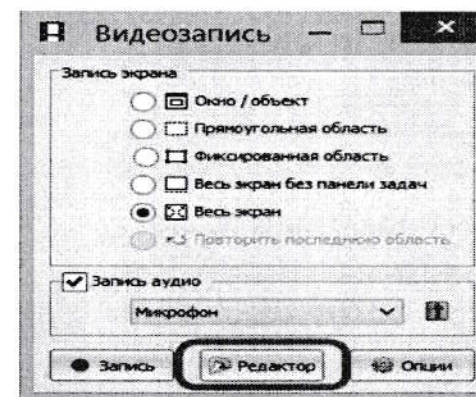 Видеозапись
Запись экрана
Окно / объект
Прямоугольная область
Фиксированная область
Весь экран без панели задач
Весь экран
Повторить последнюю область
Запись аудио
Микрофон
Запись
Редактор
Опции